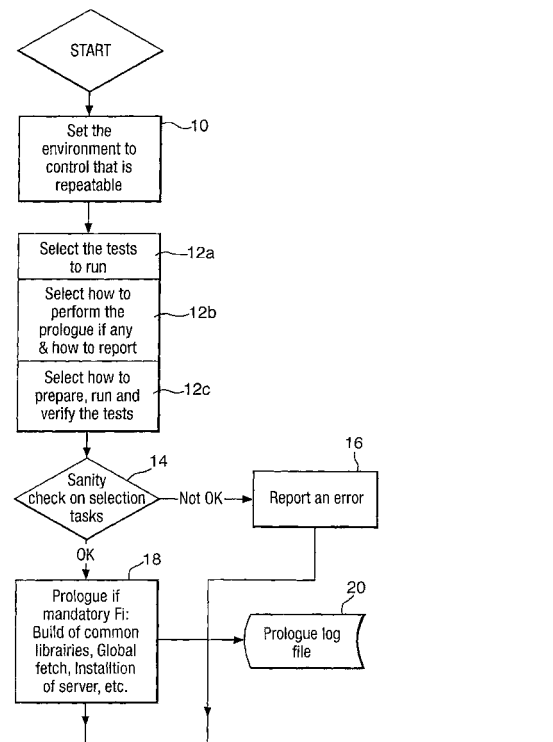 START
Set the
environment to
control that is
repeatable
10
Select the tests
to run
12a
Select how to
perform the
prologue if any
& how to report
12b
Select how to
prepare, run and
verify the tests
12c
Sanity
check on selection
tasks
14
Not OK
Report an error
16
OK
Prologue if
mandatory Fi:
Build of common
librairies, Global
fetch, Installtion
of server, etc.
18
Prologue log
file
20